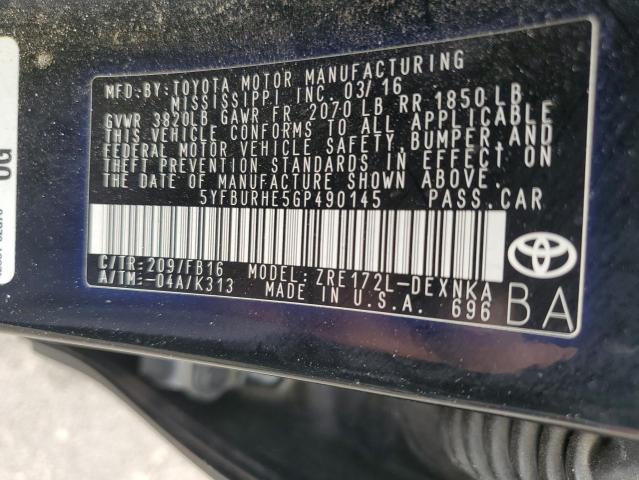 MFD.BY:TOYOTA MOTOR MANUFACTURING
MISSISSIPPI INC. 03/16
GVWR 3820LB GAWR FR 2070 LB RR 1850 LB
THIS VEHICLE CONFORMS TO ALL APPLICABLE
FEDERAL MOTOR VEHICLE SAFETY, BUMPER, AND
THEFT PREVENTION STANDARDS IN EFFECT ON
THE DATE OF MANUFACTURE SHOWN ABOVE.
5YFBURHE5GP490145 PASS.CAR
C/TR:209/FB16 MODEL: ZRE172L-DEXNKA
A/TM:-04A/K313 MADE IN U.S.A. 696
BA